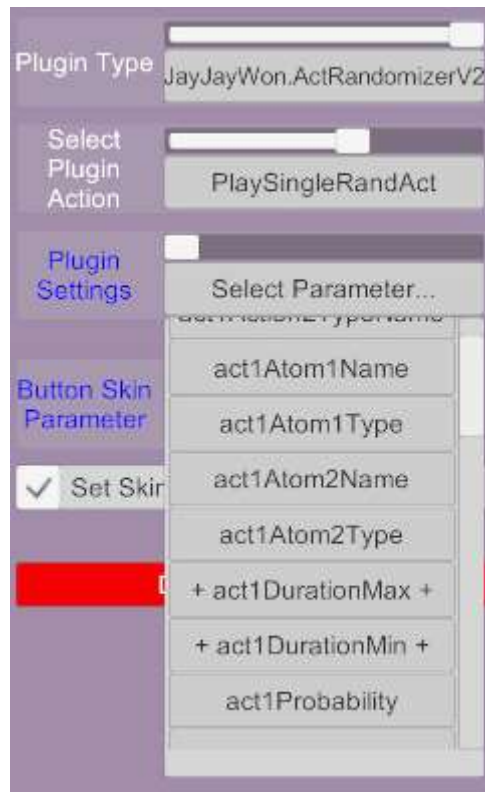 Plugin Type
JayJayWon.ActRandomizerV2
Select
Plugin
Action
PlaySingleRandAct
Plugin
Settings
Select Parameter...
act1Atom1Name
Button Skin
Parameter
act1Atom1Type
act1Atom2Name
Set Skin
act1Atom2Type
+ act1DurationMax +
+ act1DurationMin +
act1Probability